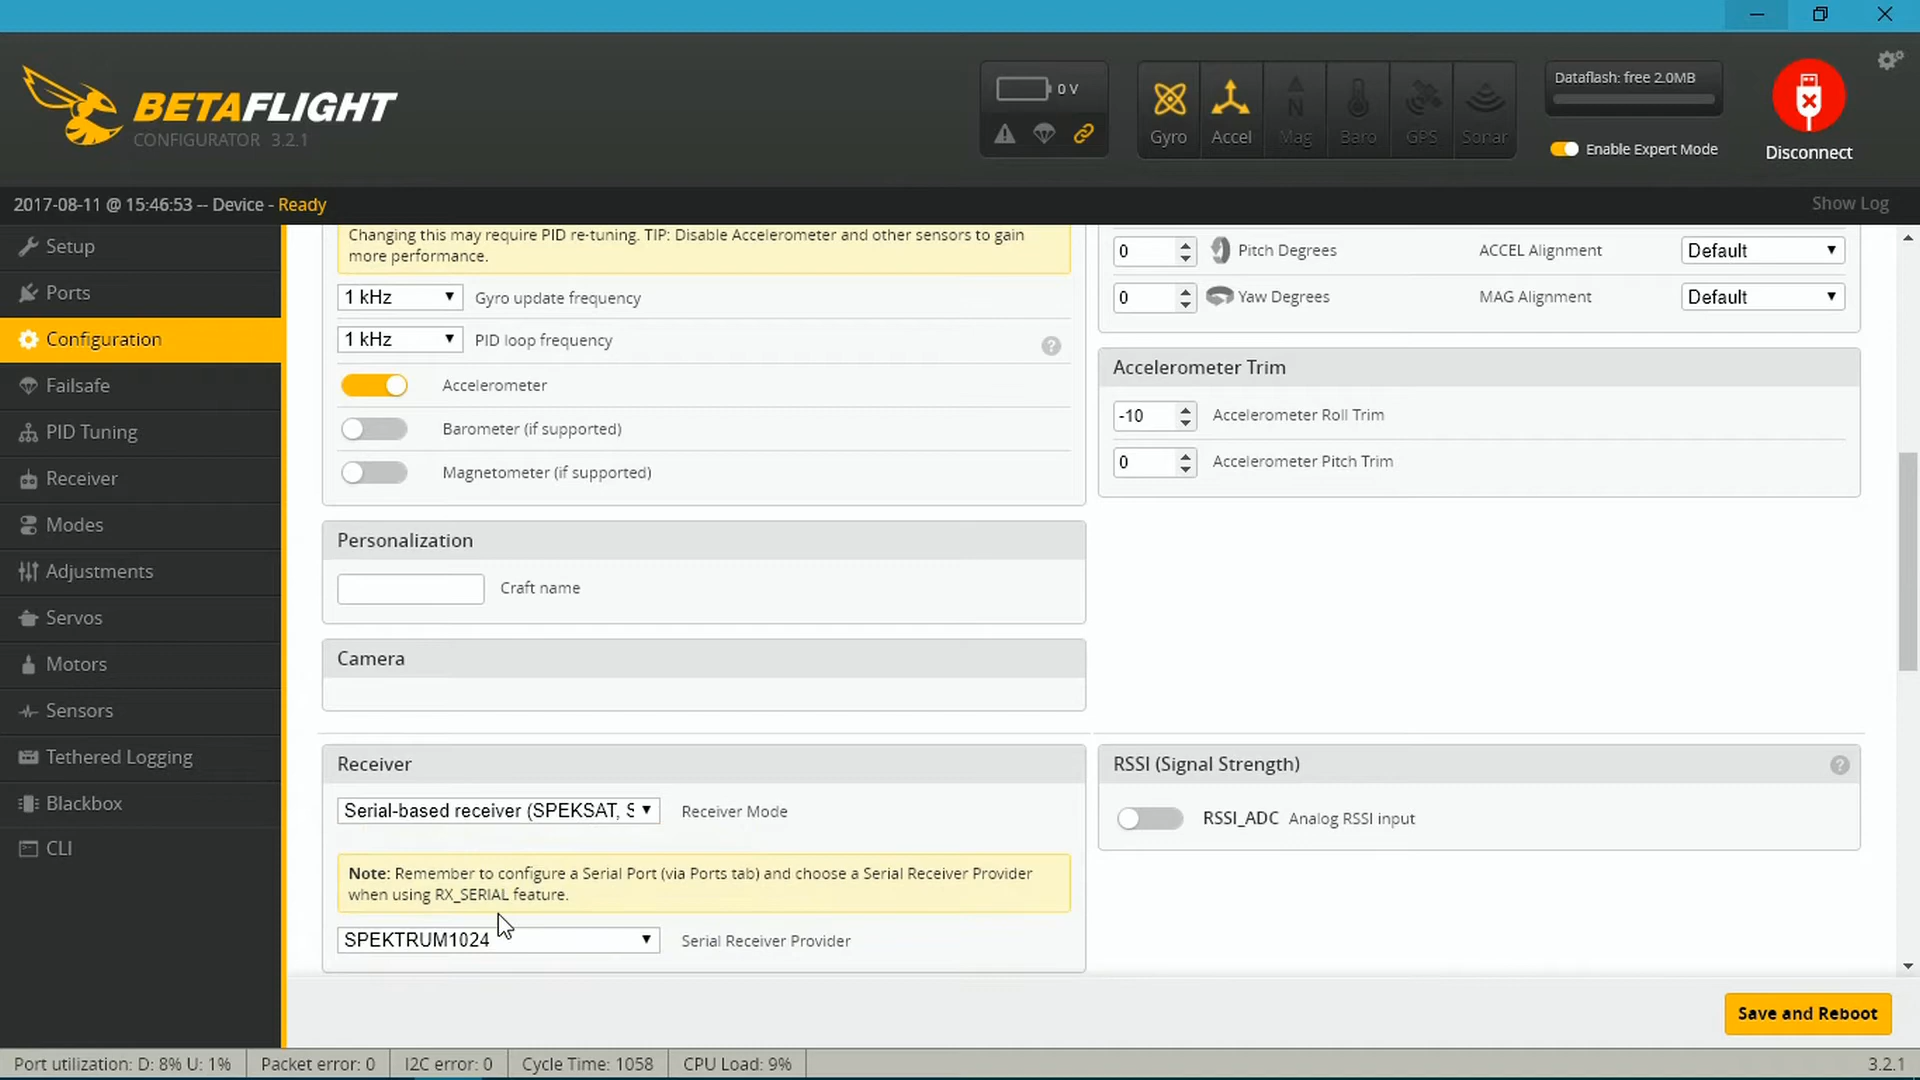 BETAFLIGHT
CONFIGURATOR 3.2.1
0 V
Gyro
Accel
Mag
Baro
GPS
Sonar
Dataflash: free 2.0MB
Enable Expert Mode
Disconnect
2017-08-11 @ 15:46:53 -- Device - Ready
Show Log
Setup
Ports
Configuration
Failsafe
PID Tuning
Receiver
Modes
Adjustments
Servos
Motors
Sensors
Tethered Logging
Blackbox
CLI
Changing this may require PID re-tuning. TIP: Disable Accelerometer and other sensors to gain
more performance.
1 kHz Gyro update frequency
1 kHz PID loop frequency ?
Accelerometer
Barometer (if supported)
Magnetometer (if supported)
0 Pitch Degrees ACCEL Alignment Default
0 Yaw Degrees MAG Alignment Default
Accelerometer Trim
-10 Accelerometer Roll Trim
0 Accelerometer Pitch Trim
Personalization
Craft name
Camera
Receiver
Serial-based receiver (SPEKSAT, S Receiver Mode
Note: Remember to configure a Serial Port (via Ports tab) and choose a Serial Receiver Provider
when using RX_SERIAL feature.
SPEKTRUM1024 Serial Receiver Provider
RSSI (Signal Strength) ?
RSSI_ADC Analog RSSI input
Save and Reboot
Port utilization: D: 8% U: 1% Packet error: 0 I2C error: 0 Cycle Time: 1058 CPU Load: 9% 3.2.1